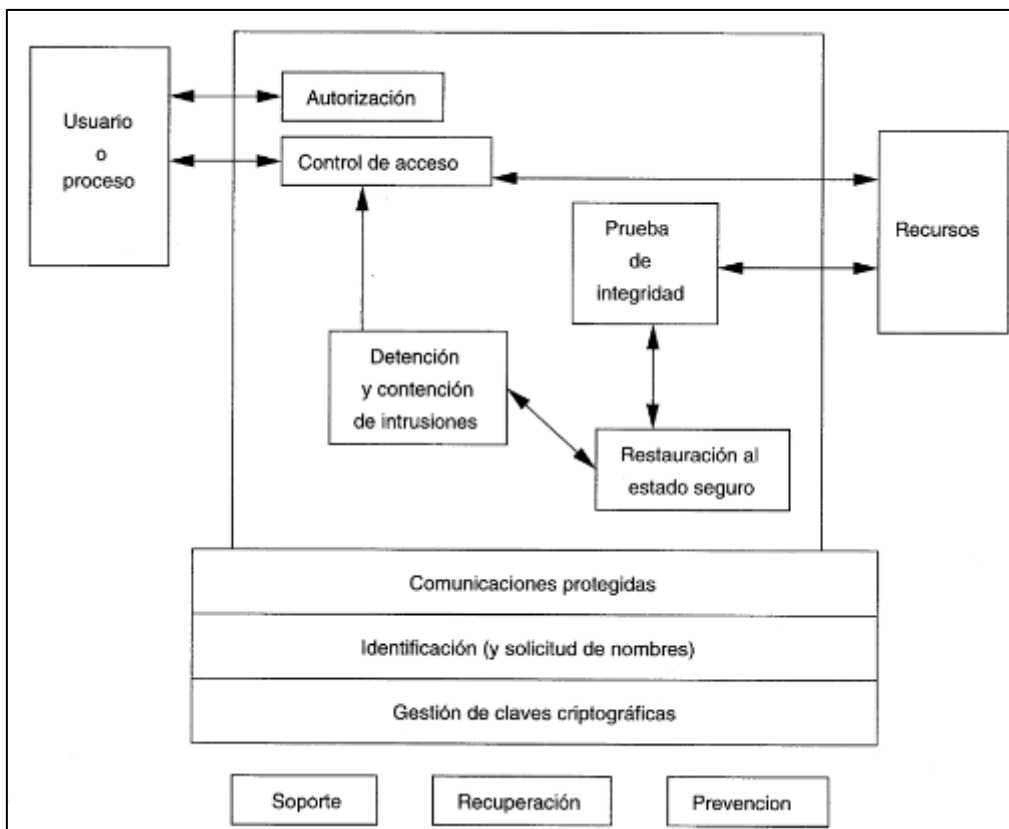 Usuario
o
proceso
Autorización
Control de acceso
Prueba
de
integridad
Recursos
Detención
y contención
de intrusiones
Restauración al
estado seguro
Comunicaciones protegidas
Identificación (y solicitud de nombres)
Gestión de claves criptográficas
Soporte
Recuperación
Prevencion